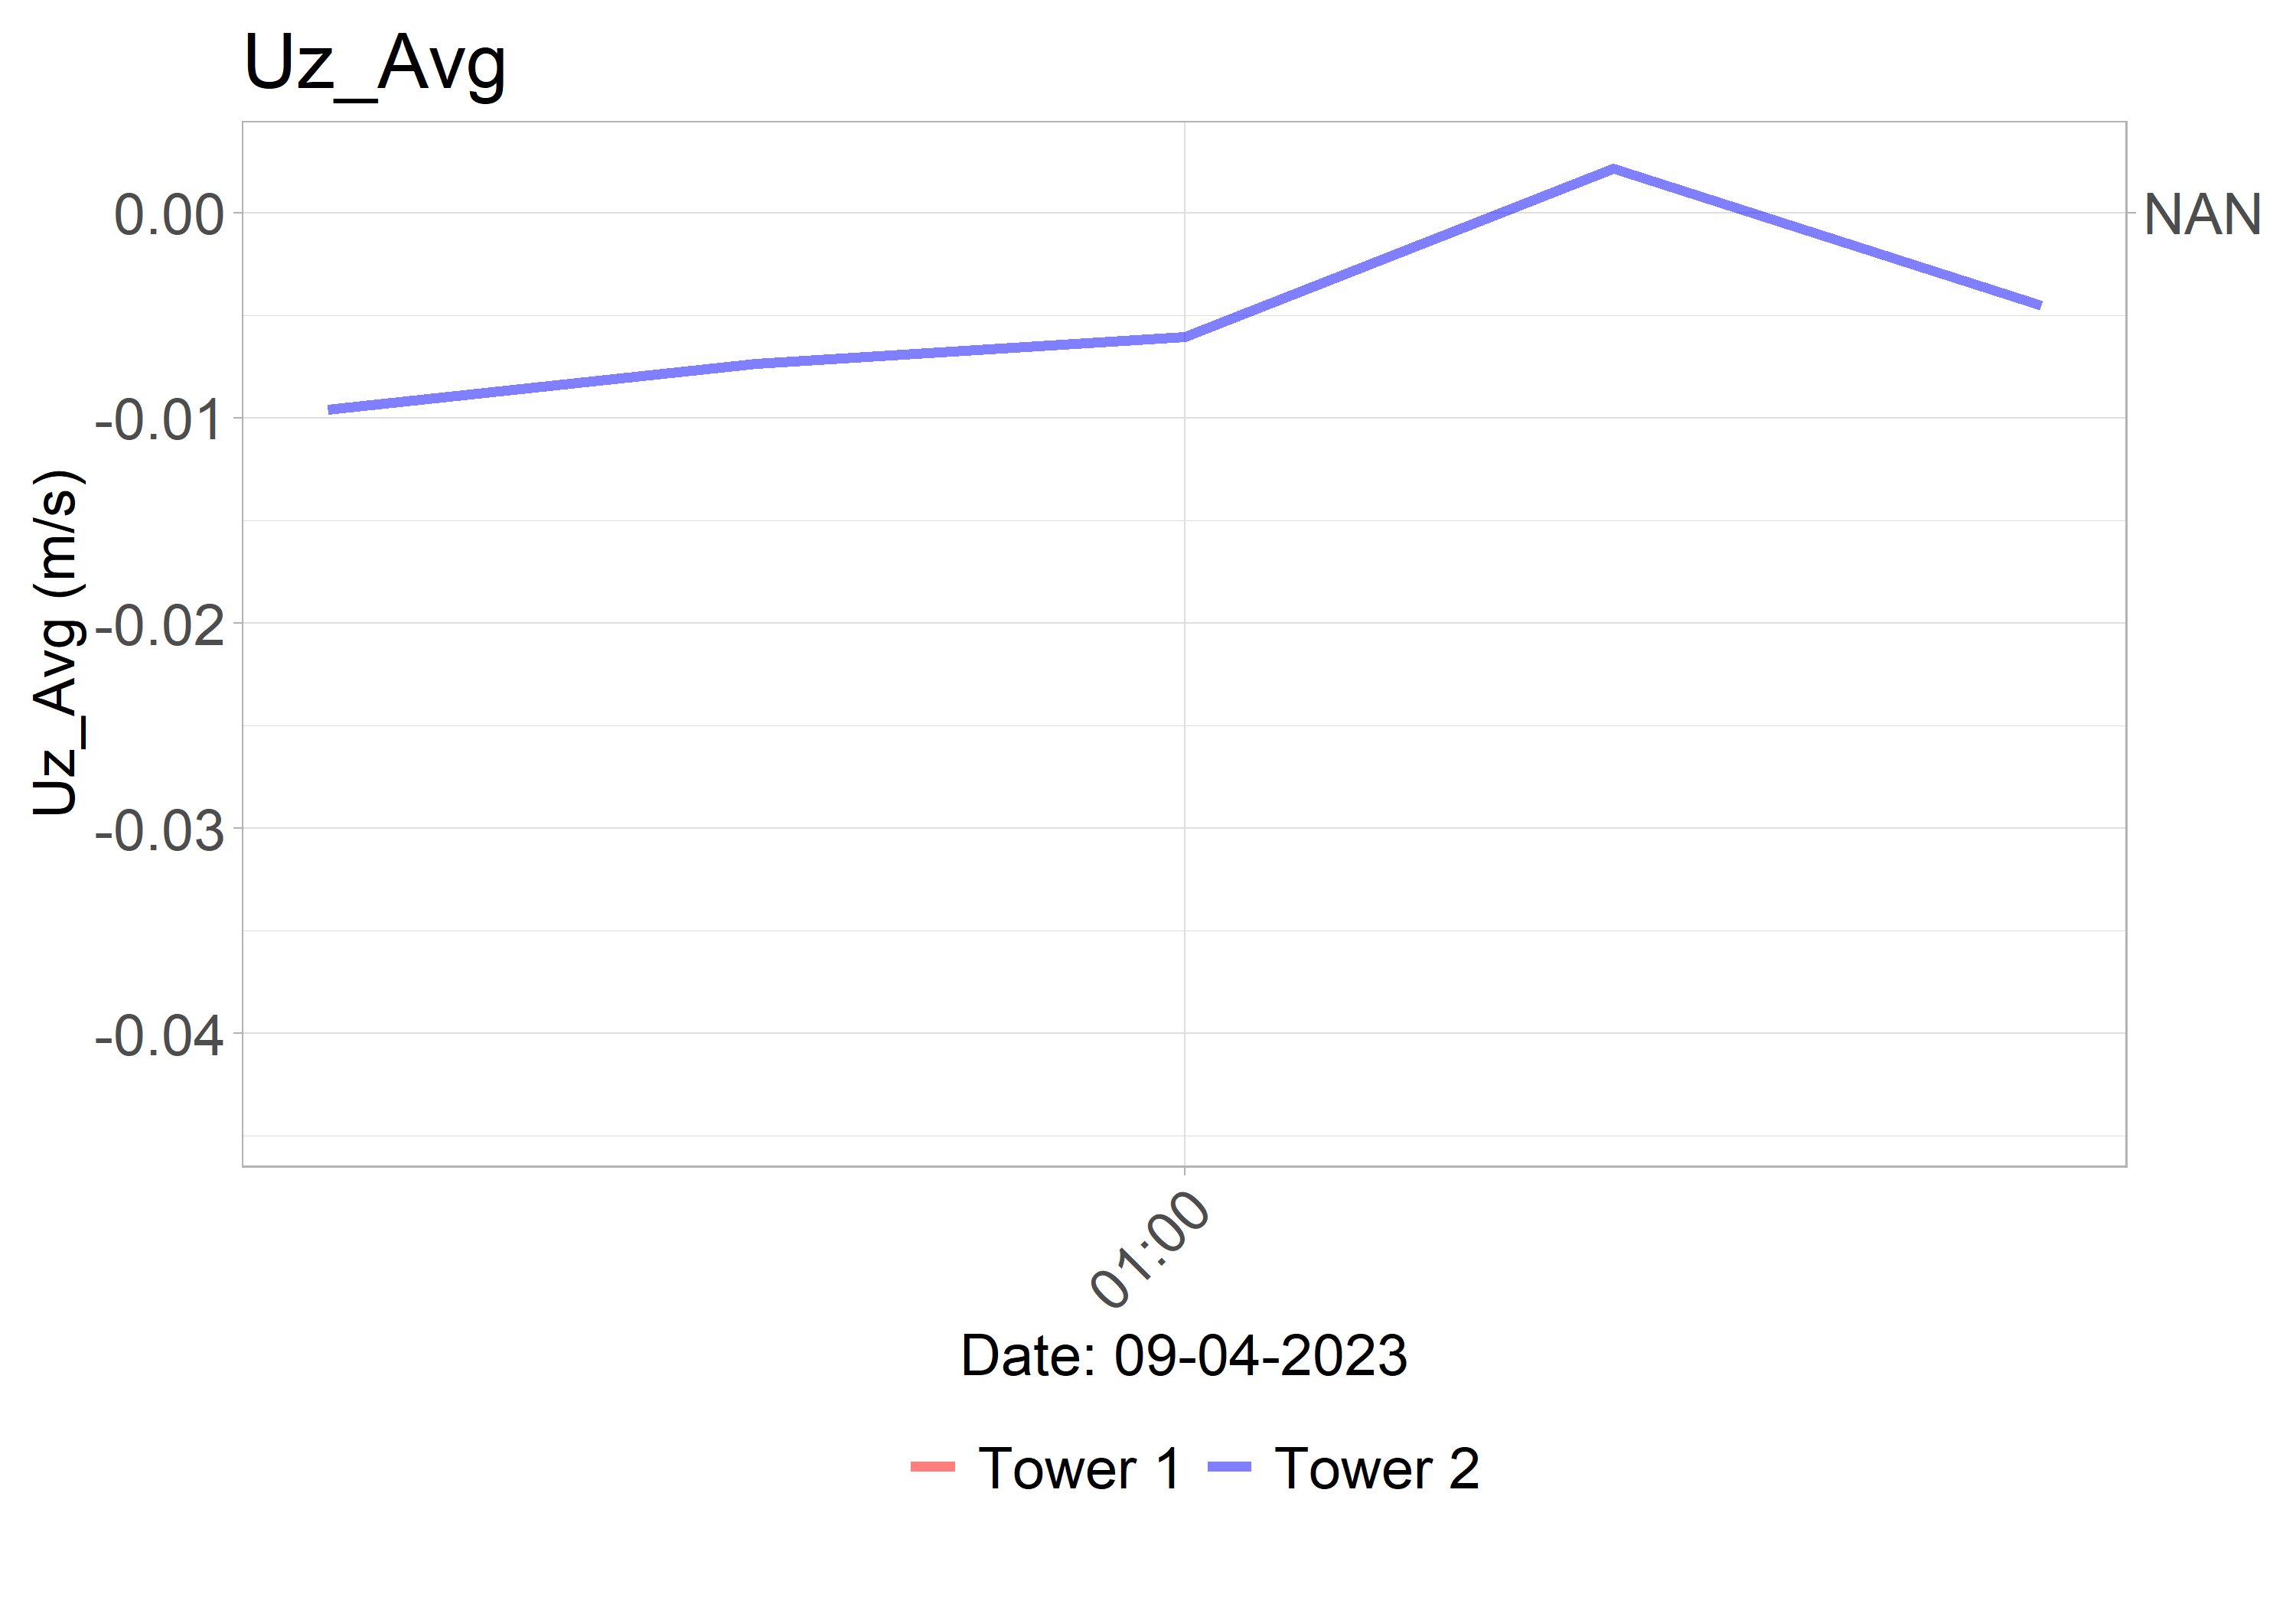 Uz_Avg
Uz_Avg (m/s)
0.00
-0.01
-0.02
-0.03
-0.04
NAN
01:00
Date: 09-04-2023
Tower 1 Tower 2